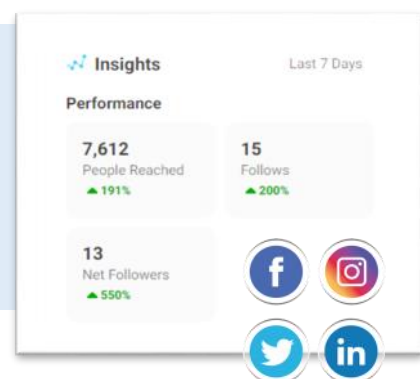 Insights
Last 7 Days
Performance
7,612
People Reached
191%
15
Follows
200%
13
Net Followers
550%
f
in